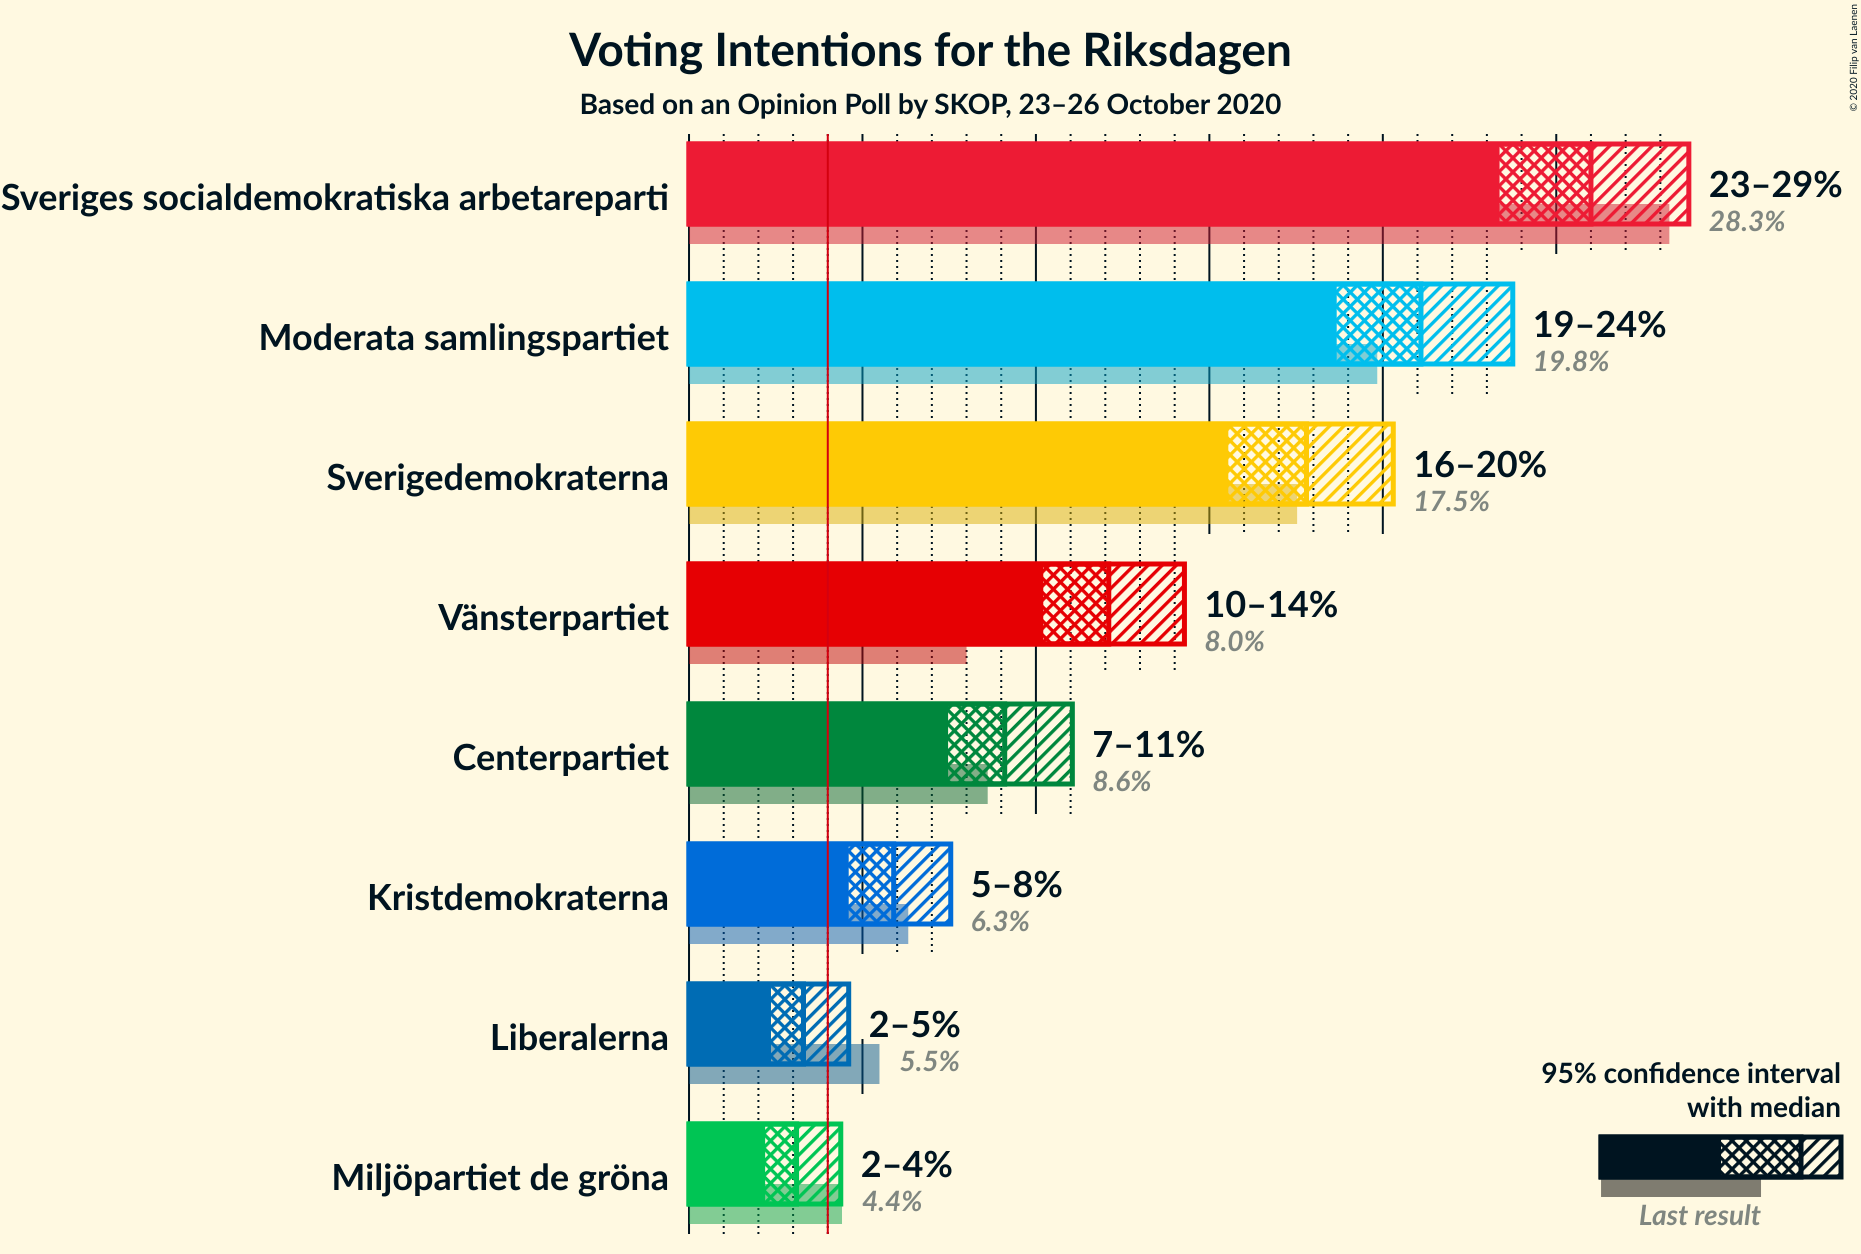 Voting Intentions for the Riksdagen
Based on an Opinion Poll by SKOP, 23–26 October 2020
© 2020 Filip van Laenen
Sveriges socialdemokratiska arbetareparti
23–29%
28.3%
Moderata samlingspartiet
19–24%
19.8%
Sverigedemokraterna
16–20%
17.5%
Vänsterpartiet
10–14%
8.0%
Centerpartiet
7–11%
8.6%
Kristdemokraterna
5–8%
6.3%
Liberalerna
2–5%
5.5%
Miljöpartiet de gröna
2–4%
4.4%
95% confidence interval
with median
Last result